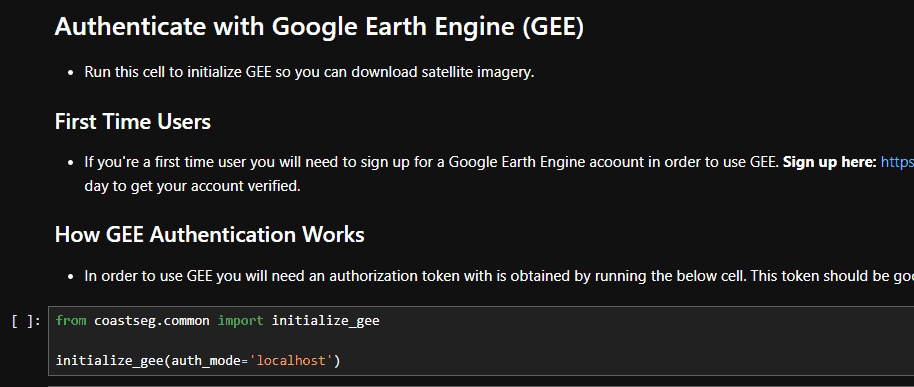 Authenticate with Google Earth Engine (GEE)
• Run this cell to initialize GEE so you can download satellite imagery.
First Time Users
• If you're a first time user you will need to sign up for a Google Earth Engine acount in order to use GEE. Sign up here: https
day to get your account verified.
How GEE Authentication Works
• In order to use GEE you will need an authorization token with is obtained by running the below cell. This token should be goo
[ ]: from coastseg.common import initialize_gee
initialize_gee(auth_mode='localhost')